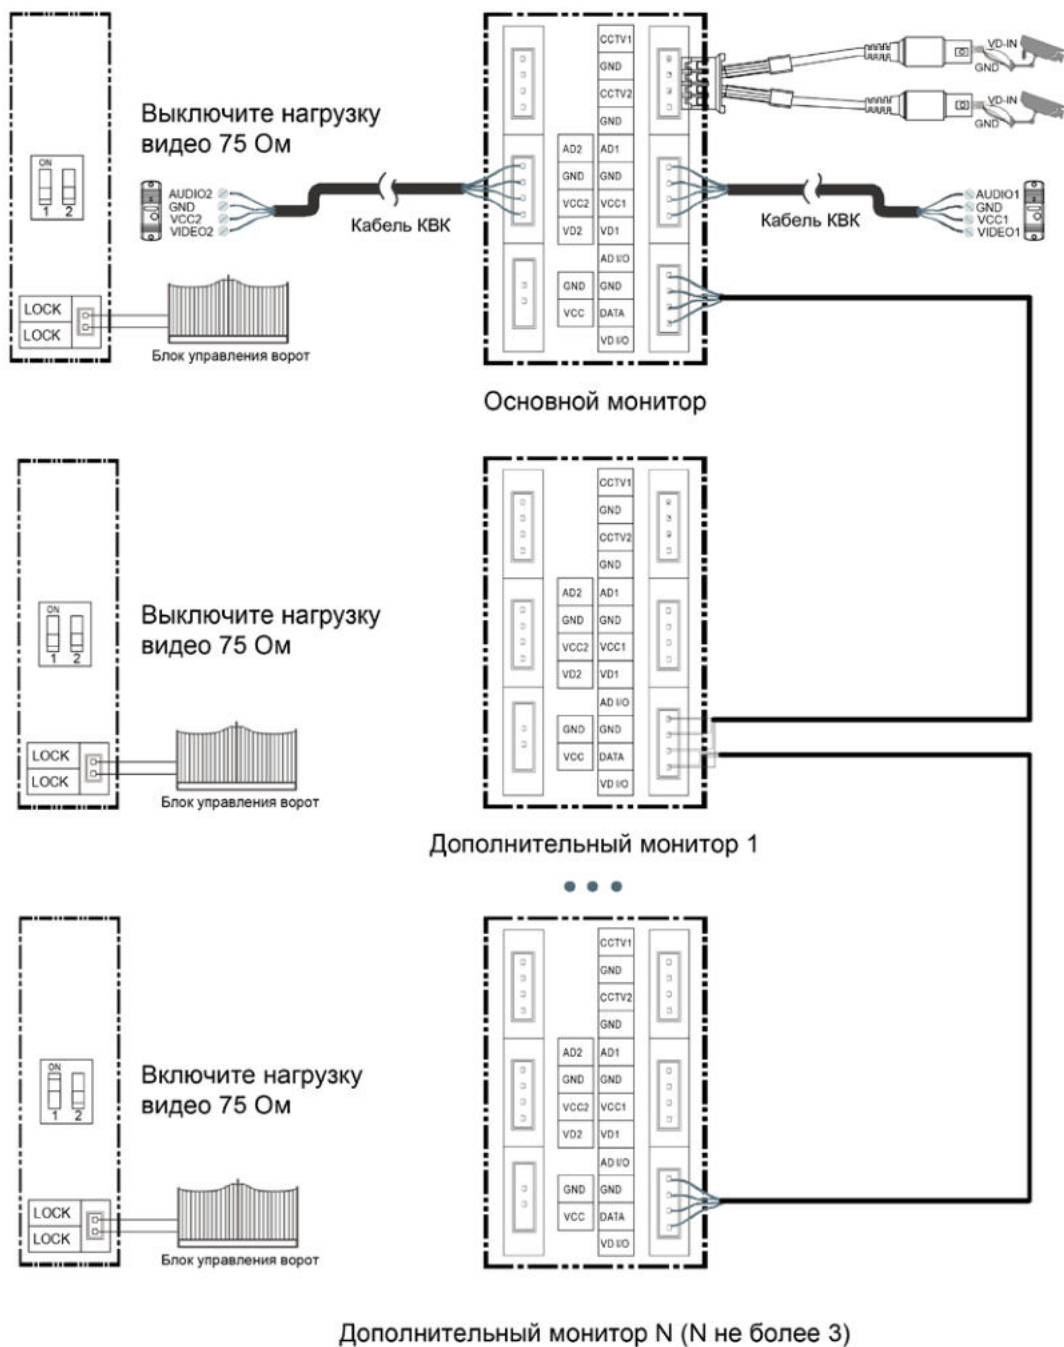 CCTV1
GND
CCTV2
GND
AD2 AD1
GND GND
VCC2 VCC1
VD2 VD1
AD I/O
GND GND
VCC DATA
VD I/O
VD-IN
GND
VD-IN
GND
Выключите нагрузку
видео 75 Ом
ON
1 2
AUDIO2
GND
VCC2
VIDEO2
Кабель КВК
Кабель КВК
AUDIO1
GND
VCC1
VIDEO1
LOCK
LOCK
Блок управления ворот
Основной монитор
CCTV1
GND
CCTV2
GND
AD2 AD1
GND GND
VCC2 VCC1
VD2 VD1
AD I/O
GND GND
VCC DATA
VD I/O
ON
1 2
Выключите нагрузку
видео 75 Ом
LOCK
LOCK
Блок управления ворот
Дополнительный монитор 1
CCTV1
GND
CCTV2
GND
AD2 AD1
GND GND
VCC2 VCC1
VD2 VD1
AD I/O
GND GND
VCC DATA
VD I/O
ON
1 2
Включите нагрузку
видео 75 Ом
LOCK
LOCK
Блок управления ворот
Дополнительный монитор N (N не более 3)